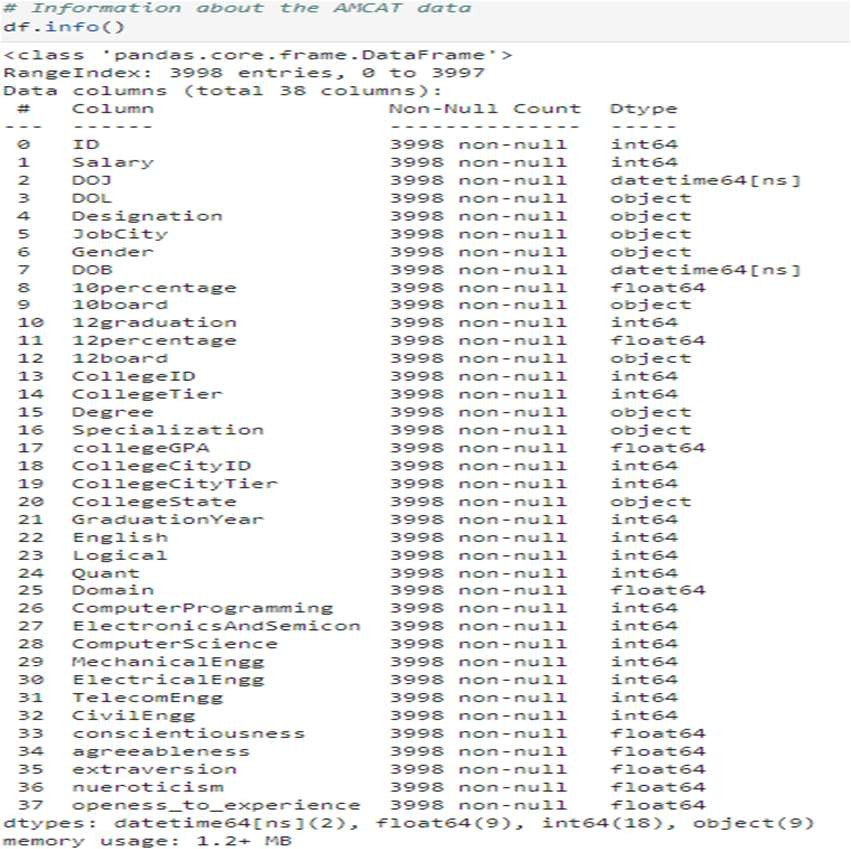 # Information about the AMCAT data
df.info()
<class 'pandas.core.frame.DataFrame'>
RangeIndex: 3998 entries, 0 to 3997
Data columns (total 38 columns):
 #   Column                 Non-Null Count  Dtype
---  ------                 --------------  -----
 0   ID                     3998 non-null   int64
 1   Salary                 3998 non-null   int64
 2   DOJ                    3998 non-null   datetime64[ns]
 3   DOL                    3998 non-null   object
 4   Designation            3998 non-null   object
 5   JobCity                3998 non-null   object
 6   Gender                 3998 non-null   object
 7   DOB                    3998 non-null   datetime64[ns]
 8   10percentage           3998 non-null   float64
 9   10board                3998 non-null   object
 10  12graduation           3998 non-null   int64
 11  12percentage           3998 non-null   float64
 12  12board                3998 non-null   object
 13  CollegeID              3998 non-null   int64
 14  CollegeTier            3998 non-null   int64
 15  Degree                 3998 non-null   object
 16  Specialization         3998 non-null   object
 17  collegeGPA             3998 non-null   float64
 18  CollegeCityID          3998 non-null   int64
 19  CollegeCityTier        3998 non-null   int64
 20  CollegeState           3998 non-null   object
 21  GraduationYear         3998 non-null   int64
 22  English                3998 non-null   int64
 23  Logical                3998 non-null   int64
 24  Quant                  3998 non-null   int64
 25  Domain                 3998 non-null   float64
 26  ComputerProgramming    3998 non-null   int64
 27  ElectronicsAndSemicon  3998 non-null   int64
 28  ComputerScience        3998 non-null   int64
 29  MechanicalEngg         3998 non-null   int64
 30  ElectricalEngg         3998 non-null   int64
 31  TelecomEngg            3998 non-null   int64
 32  CivilEngg              3998 non-null   int64
 33  conscientiousness      3998 non-null   float64
 34  agreeableness          3998 non-null   float64
 35  extraversion           3998 non-null   float64
 36  nueroticism            3998 non-null   float64
 37  openess_to_experience  3998 non-null   float64
dtypes: datetime64[ns](2), float64(9), int64(18), object(9)
memory usage: 1.2+ MB